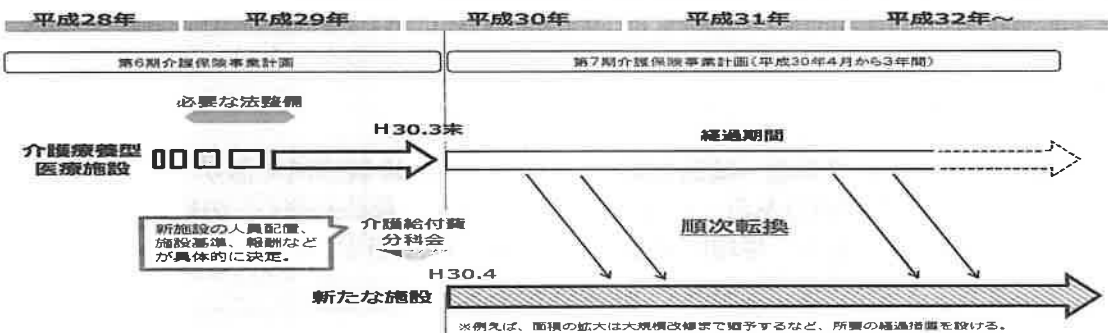 平成28年 平成29年 平成30年 平成31年 平成32年～
第6期介護保険事業計画 第7期介護保険事業計画(平成30年4月から3年間)
必要な法整備
H30.3末 経過期間
介護療養型
医療施設
新施設の人員配置、
施設基準、報酬など
が具体的に決定。
介護給付費
分科会
順次転換
H30.4
新たな施設
※例えば、面積の拡大は大規模改修まで猶予するなど、所要の経過措置を設ける。